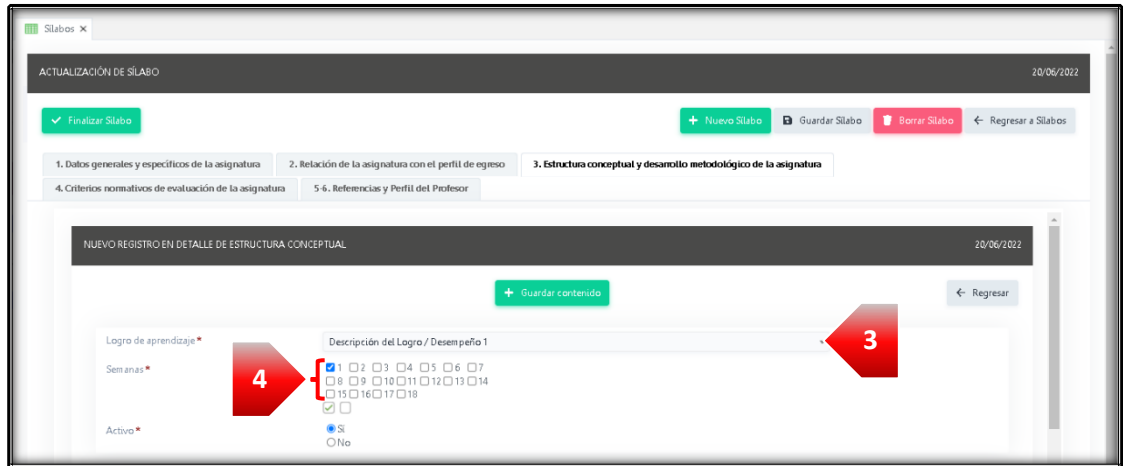 Sílabos ×
ACTUALIZACIÓN DE SÍLABO 20/06/2022
Finalizar Sílabo + Nuevo Sílabo Guardar Sílabo Borrar Sílabo ← Regresar a Sílabos
1. Datos generales y específicos de la asignatura 2. Relación de la asignatura con el perfil de egreso 3. Estructura conceptual y desarrollo metodológico de la asignatura
4. Criterios normativos de evaluación de la asignatura 5-6. Referencias y Perfil del Profesor
NUEVO REGISTRO EN DETALLE DE ESTRUCTURA CONCEPTUAL 20/06/2022
+ Guardar contenido ← Regresar
Logro de aprendizaje * Descripción del Logro / Desempeño 1 3
Semanas * 4 1 2 3 4 5 6 7
8 9 10 11 12 13 14
15 16 17 18
Activo * Sí
No